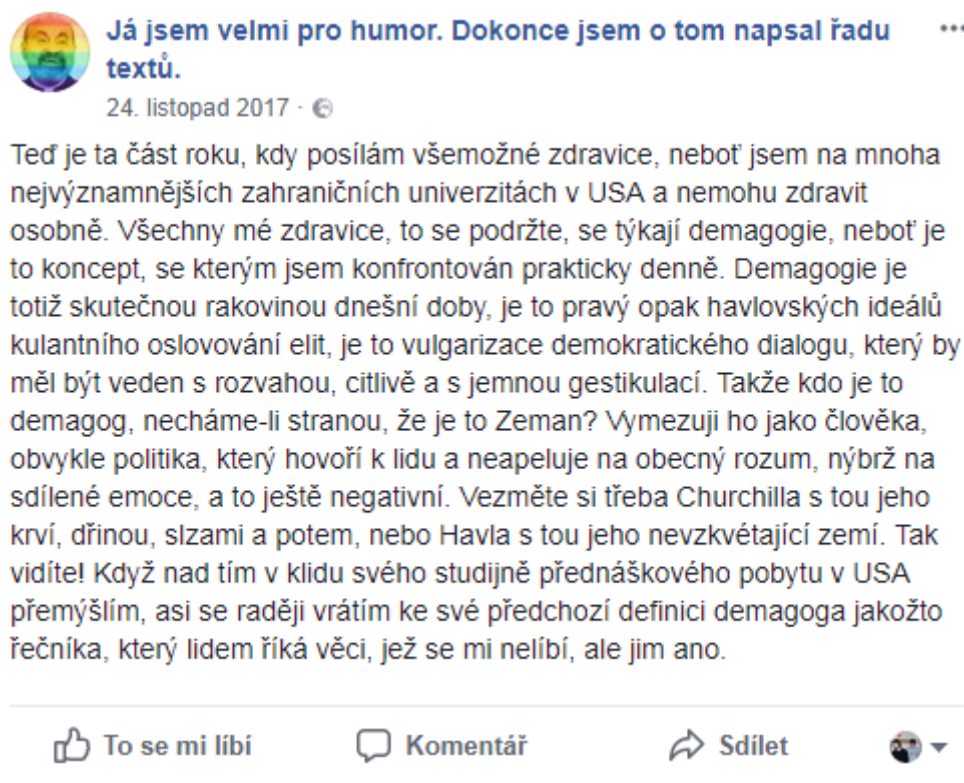 Já jsem velmi pro humor. Dokonce jsem o tom napsal řadu
textů.
24. listopad 2017 ·
Teď je ta část roku, kdy posílám všemožné zdravice, neboť jsem na mnoha
nejvýznamnějších zahraničních univerzitách v USA a nemohu zdravit
osobně. Všechny mé zdravice, to se podržte, se týkají demagogie, neboť je
to koncept, se kterým jsem konfrontován prakticky denně. Demagogie je
totiž skutečnou rakovinou dnešní doby, je to pravý opak havlovských ideálů
kulantního oslovování elit, je to vulgarizace demokratického dialogu, který by
měl být veden s rozvahou, citlivě a s jemnou gestikulací. Takže kdo je to
demagog, necháme-li stranou, že je to Zeman? Vymezuji ho jako člověka,
obvykle politika, který hovoří k lidu a neapeluje na obecný rozum, nýbrž na
sdílené emoce, a to ještě negativní. Vezměte si třeba Churchilla s tou jeho
krví, dřinou, slzami a potem, nebo Havla s tou jeho nevzkvétající zemí. Tak
vidíte! Když nad tím v klidu svého studijně přednáškového pobytu v USA
přemýšlím, asi se raději vrátím ke své předchozí definici demagoga jakožto
řečníka, který lidem říká věci, jež se mi nelíbí, ale jim ano.
To se mi líbí Komentář Sdílet